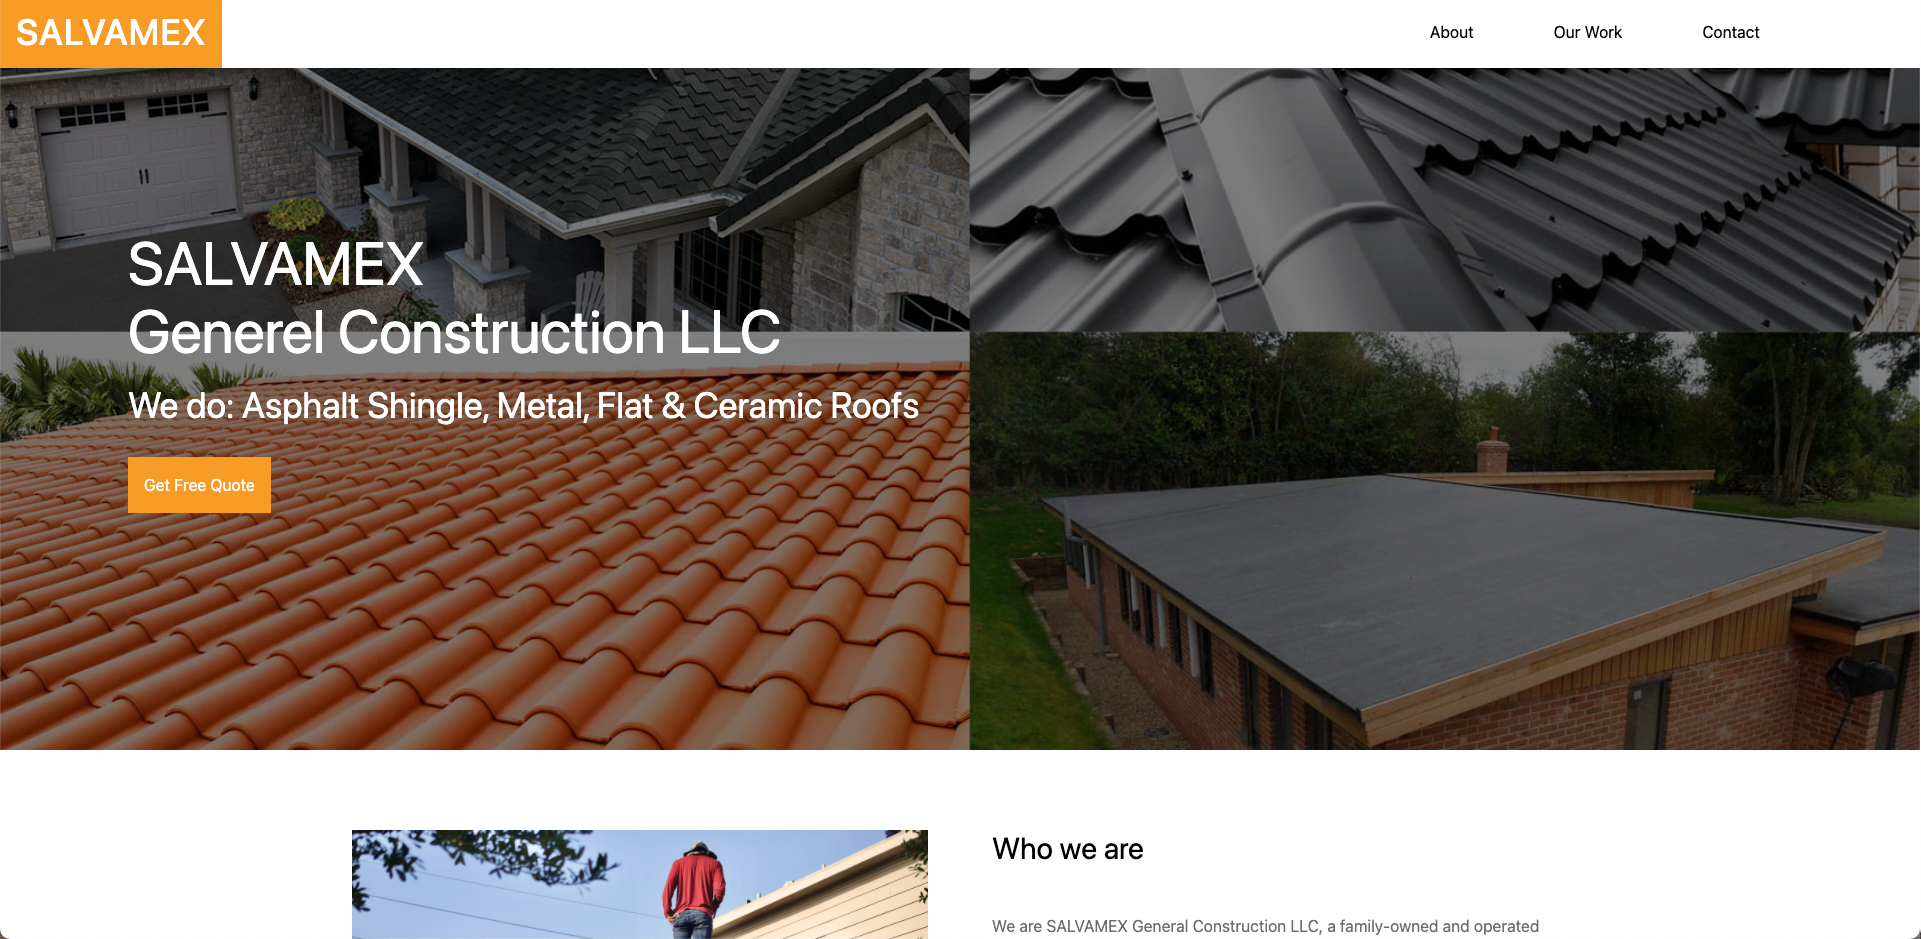 SALVAMEX
About
Our Work
Contact
SALVAMEX
Generel Construction LLC
We do: Asphalt Shingle, Metal, Flat & Ceramic Roofs
Get Free Quote
Who we are
We are SALVAMEX General Construction LLC, a family-owned and operated